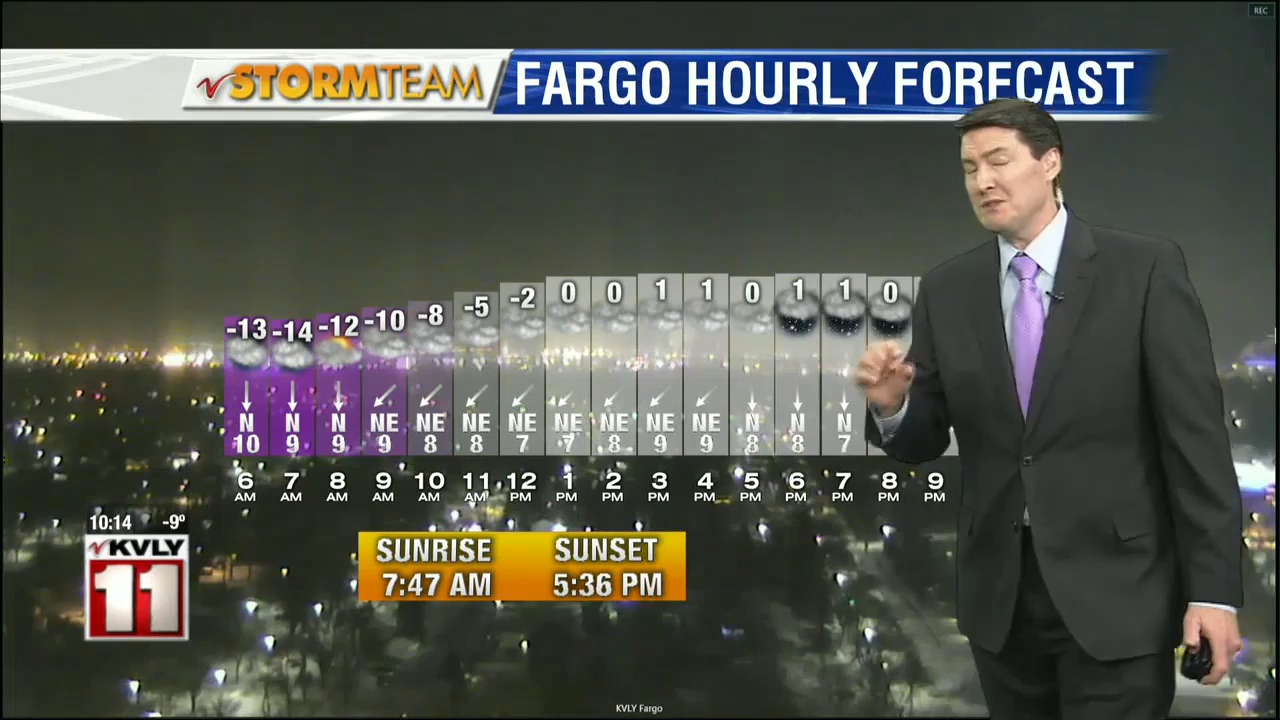 REC
STORMTEAM FARGO HOURLY FORECAST
-13 -14 -12 -10 -8 -5 -2 0 0 1 1 0 1 1 0
N N N NE NE NE NE NE NE NE NE N N N
10 9 9 9 8 8 7 7 8 9 9 8 8 7
6 7 8 9 10 11 12 1 2 3 4 5 6 7 8 9
AM AM AM AM AM AM PM PM PM PM PM PM PM PM PM PM
10:14 -9°
KVLY
11
SUNRISE SUNSET
7:47 AM 5:36 PM
KVLY Fargo